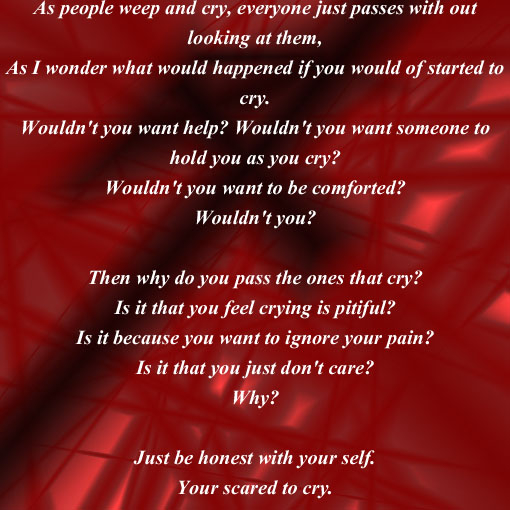 As people weep and cry, everyone just passes with out
looking at them,
As I wonder what would happened if you would of started to
cry.
Wouldn't you want help? Wouldn't you want someone to
hold you as you cry?
Wouldn't you want to be comforted?
Wouldn't you?
Then why do you pass the ones that cry?
Is it that you feel crying is pitiful?
Is it because you want to ignore your pain?
Is it that you just don't care?
Why?
Just be honest with your self.
Your scared to cry.